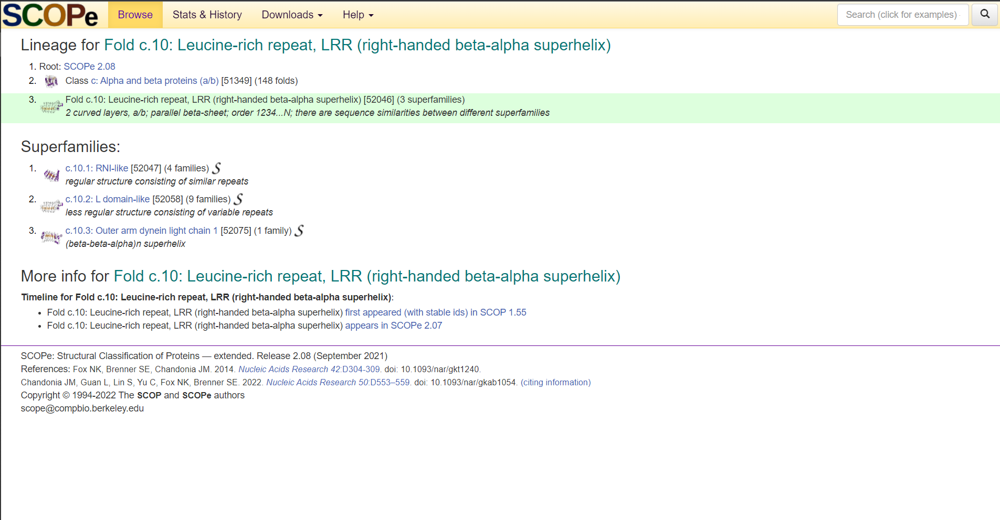 SCOPe Browse Stats & History Downloads Help Search (click for examples)
Lineage for Fold c.10: Leucine-rich repeat, LRR (right-handed beta-alpha superhelix)
1. Root: SCOPe 2.08
2. Class c: Alpha and beta proteins (a/b) [51349] (148 folds)
3. Fold c.10: Leucine-rich repeat, LRR (right-handed beta-alpha superhelix) [52046] (3 superfamilies)
2 curved layers, a/b; parallel beta-sheet; order 1234...N; there are sequence similarities between different superfamilies
Superfamilies:
1. c.10.1: RNI-like [52047] (4 families) S
regular structure consisting of similar repeats
2. c.10.2: L domain-like [52058] (9 families) S
less regular structure consisting of variable repeats
3. c.10.3: Outer arm dynein light chain 1 [52075] (1 family) S
(beta-beta-alpha)n superhelix
More info for Fold c.10: Leucine-rich repeat, LRR (right-handed beta-alpha superhelix)
Timeline for Fold c.10: Leucine-rich repeat, LRR (right-handed beta-alpha superhelix):
• Fold c.10: Leucine-rich repeat, LRR (right-handed beta-alpha superhelix) first appeared (with stable ids) in SCOP 1.55
• Fold c.10: Leucine-rich repeat, LRR (right-handed beta-alpha superhelix) appears in SCOPe 2.07
SCOPe: Structural Classification of Proteins — extended. Release 2.08 (September 2021)
References: Fox NK, Brenner SE, Chandonia JM. 2014. Nucleic Acids Research 42:D304-309. doi: 10.1093/nar/gkt1240.
Chandonia JM, Guan L, Lin S, Yu C, Fox NK, Brenner SE. 2022. Nucleic Acids Research 50:D553–559. doi: 10.1093/nar/gkab1054. (citing information)
Copyright © 1994-2022 The SCOP and SCOPe authors
scope@compbio.berkeley.edu